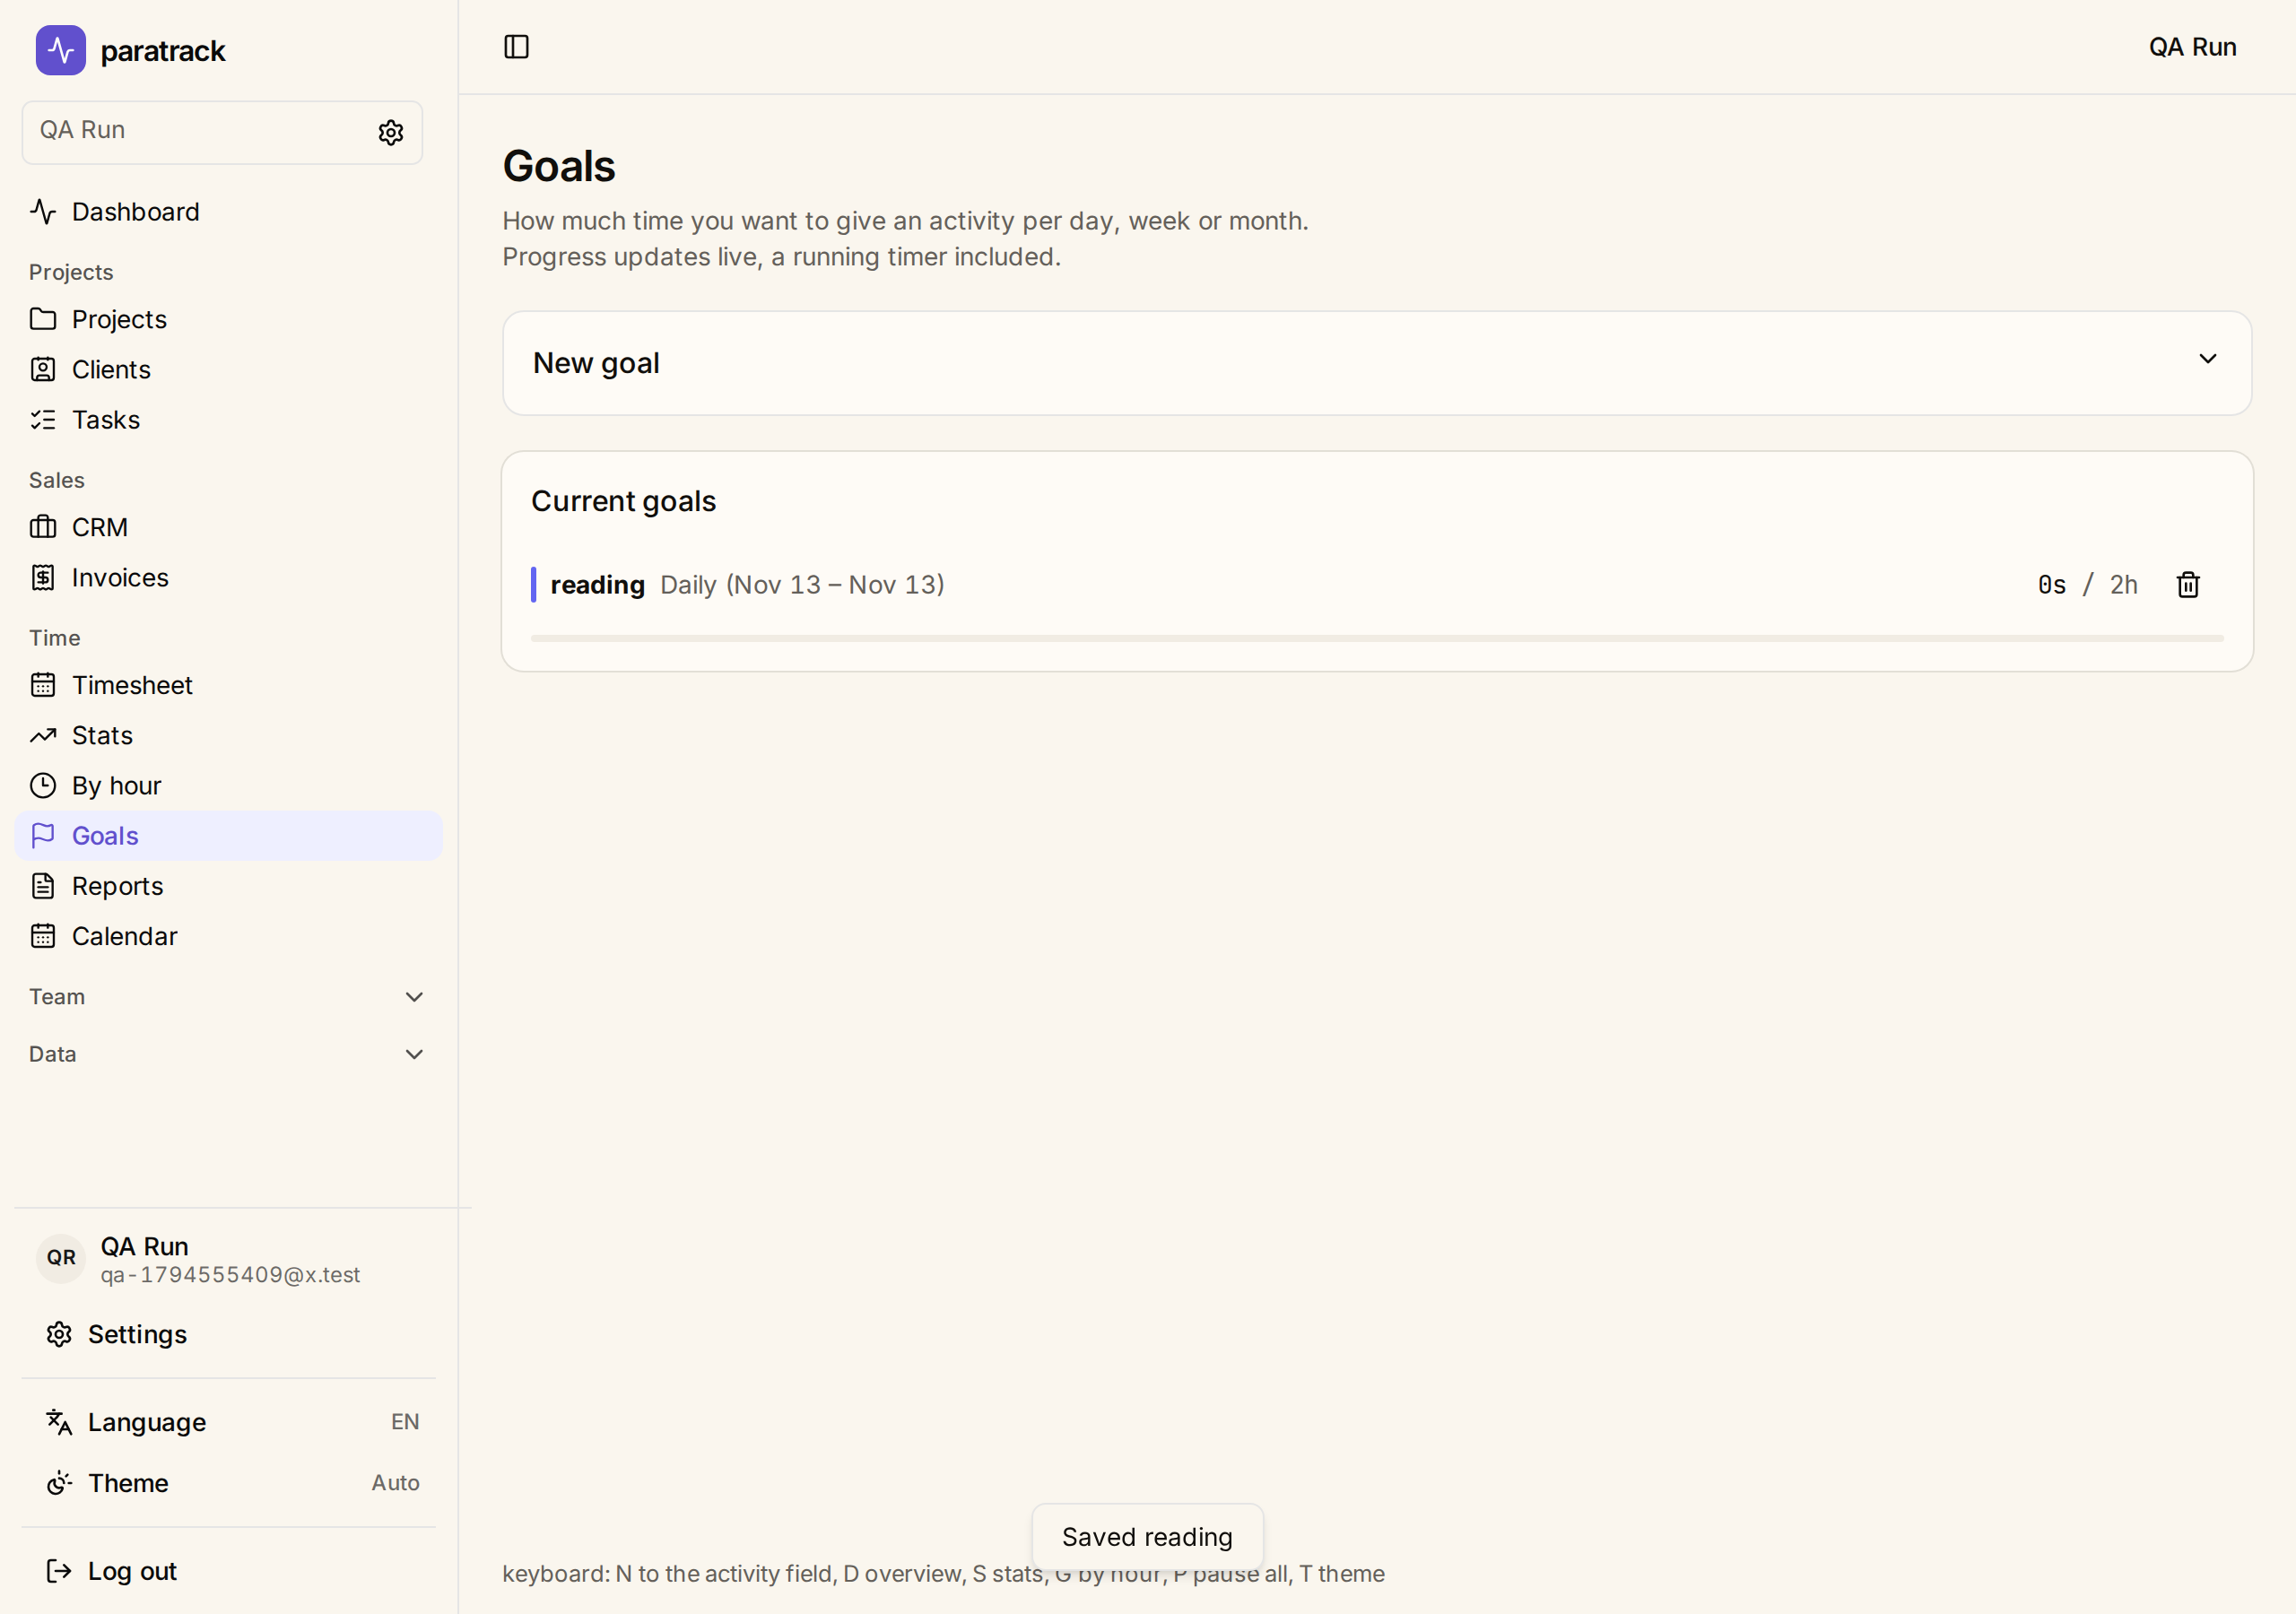 paratrack
QA Run
QA Run
Dashboard
Projects
Projects
Clients
Tasks
Sales
CRM
Invoices
Time
Timesheet
Stats
By hour
Goals
Reports
Calendar
Team
Data
QR
QA Run
qa-1794555409@x.test
Settings
Language EN
Theme Auto
Log out
Goals
How much time you want to give an activity per day, week or month.
Progress updates live, a running timer included.
New goal
Current goals
reading Daily (Nov 13 – Nov 13) 0s / 2h
Saved reading
keyboard: N to the activity field, D overview, S stats, G by hour, P pause all, T theme